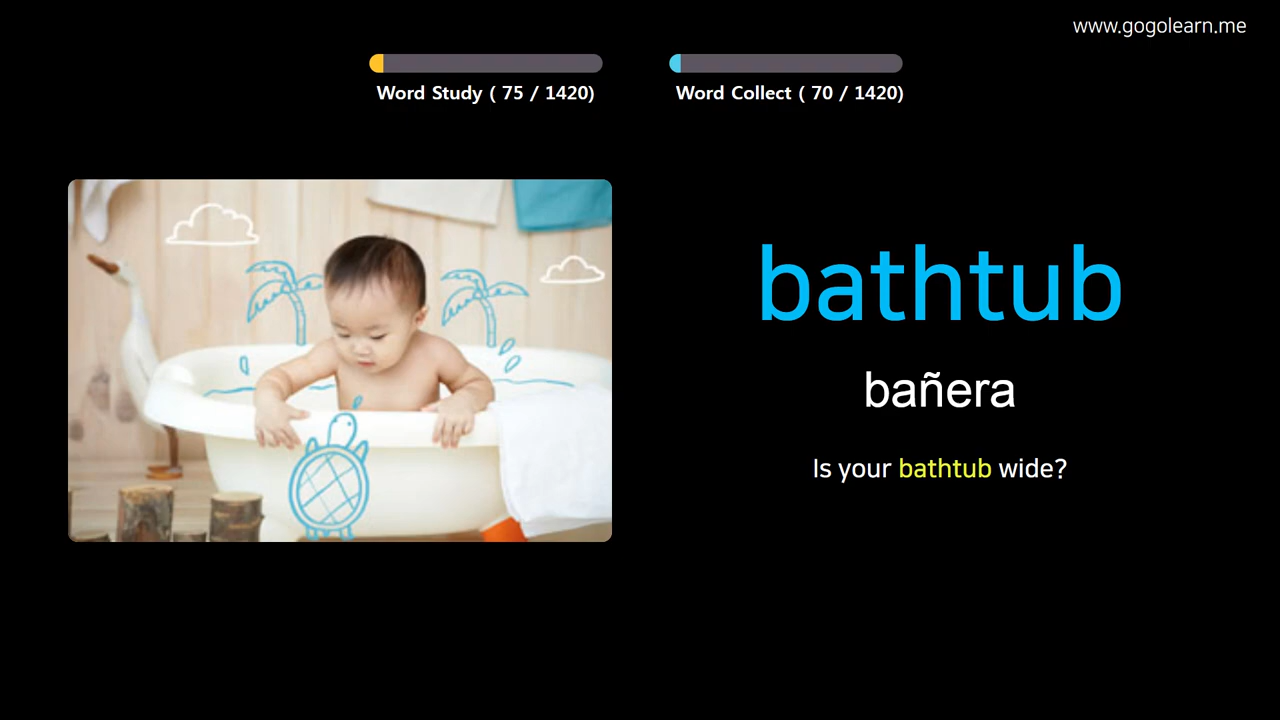 www.gogolearn.me
Word Study ( 75 / 1420)
Word Collect ( 70 / 1420)
bathtub
bañera
Is your bathtub wide?